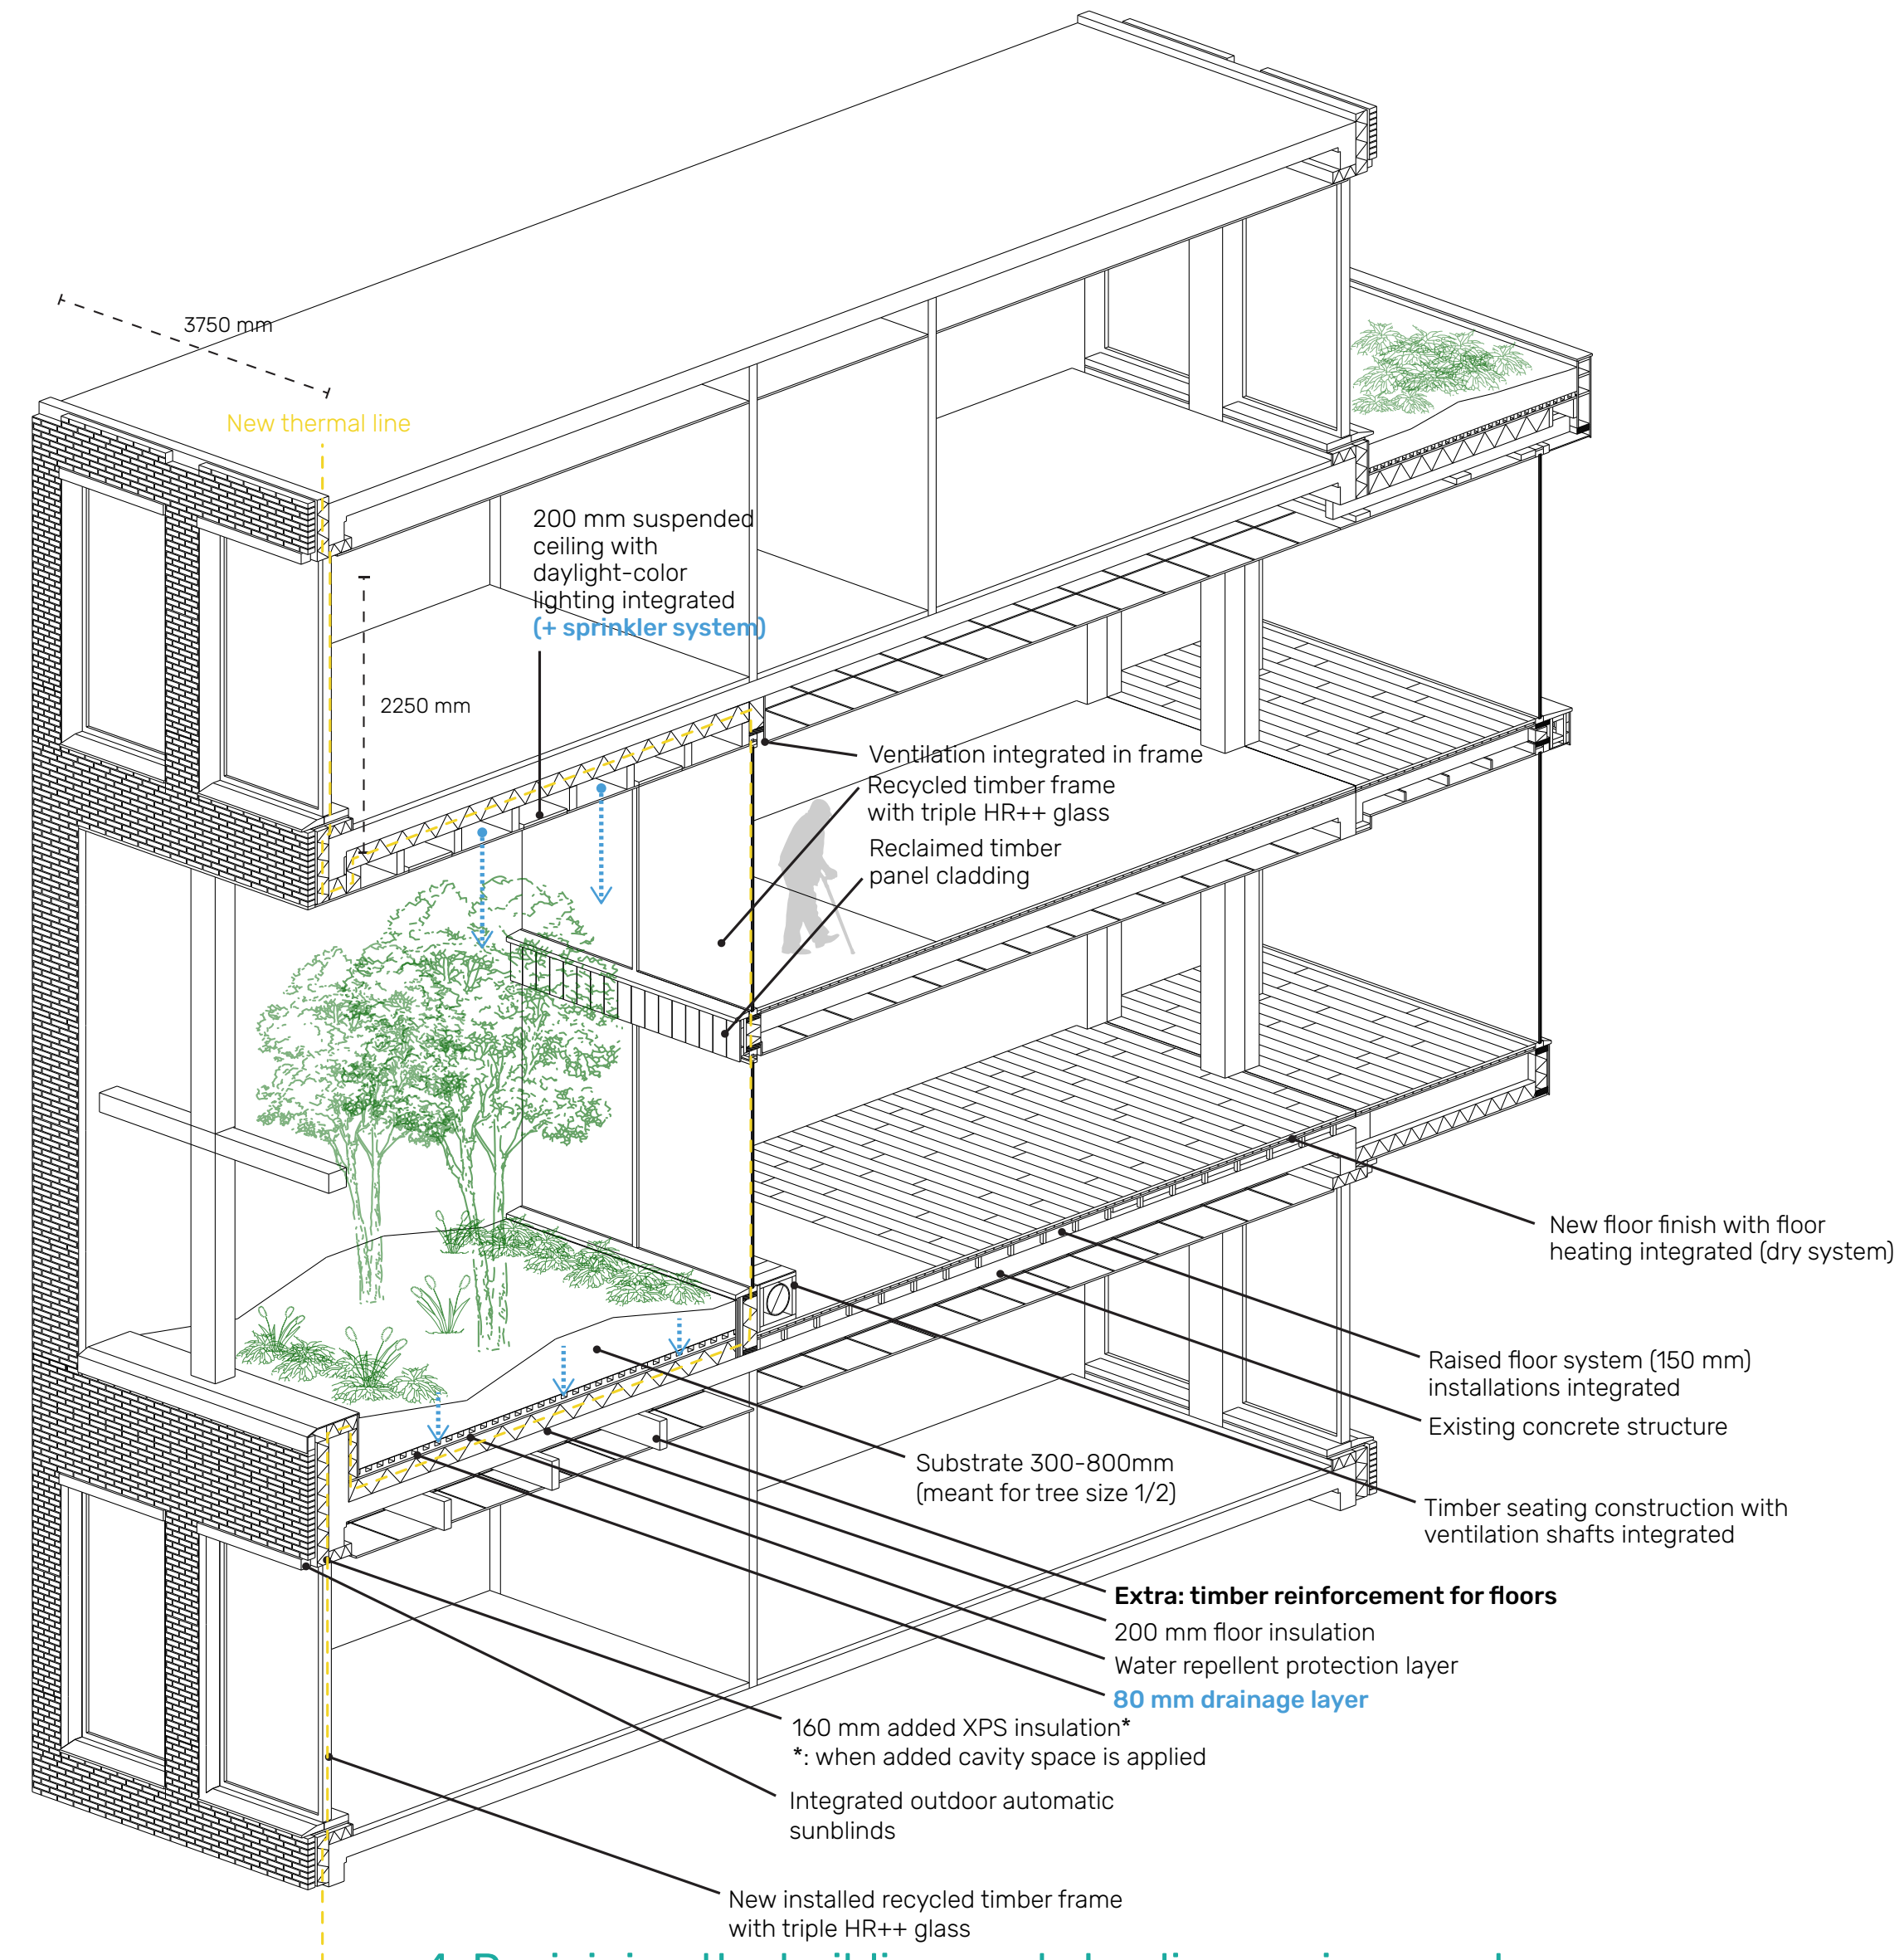 3750 mm
New thermal line
200 mm suspended
ceiling with
daylight-color
lighting integrated
(+ sprinkler system)
2250 mm
Ventilation integrated in frame
Recycled timber frame
with triple HR++ glass
Reclaimed timber
panel cladding
New floor finish with floor
heating integrated (dry system)
Raised floor system (150 mm)
installations integrated
Existing concrete structure
Substrate 300-800mm
(meant for tree size 1/2)
Timber seating construction with
ventilation shafts integrated
Extra: timber reinforcement for floors
200 mm floor insulation
Water repellent protection layer
80 mm drainage layer
160 mm added XPS insulation*
*: when added cavity space is applied
Integrated outdoor automatic
sunblinds
New installed recycled timber frame
with triple HR++ glass